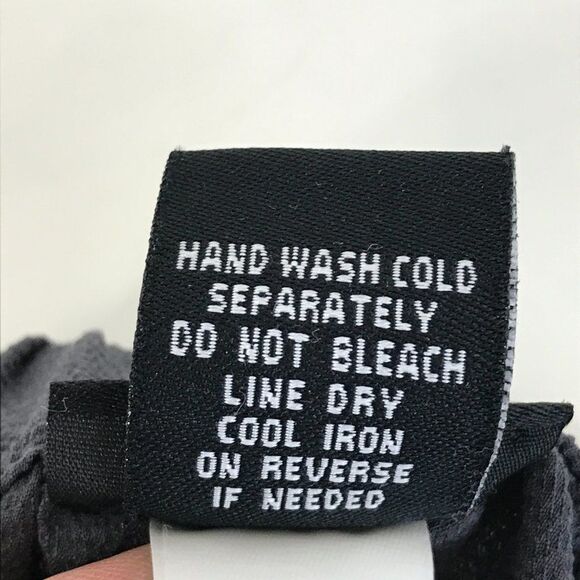 HAND WASH COLD
SEPARATELY
DO NOT BLEACH
LINE DRY
COOL IRON
ON REVERSE
IF NEEDED